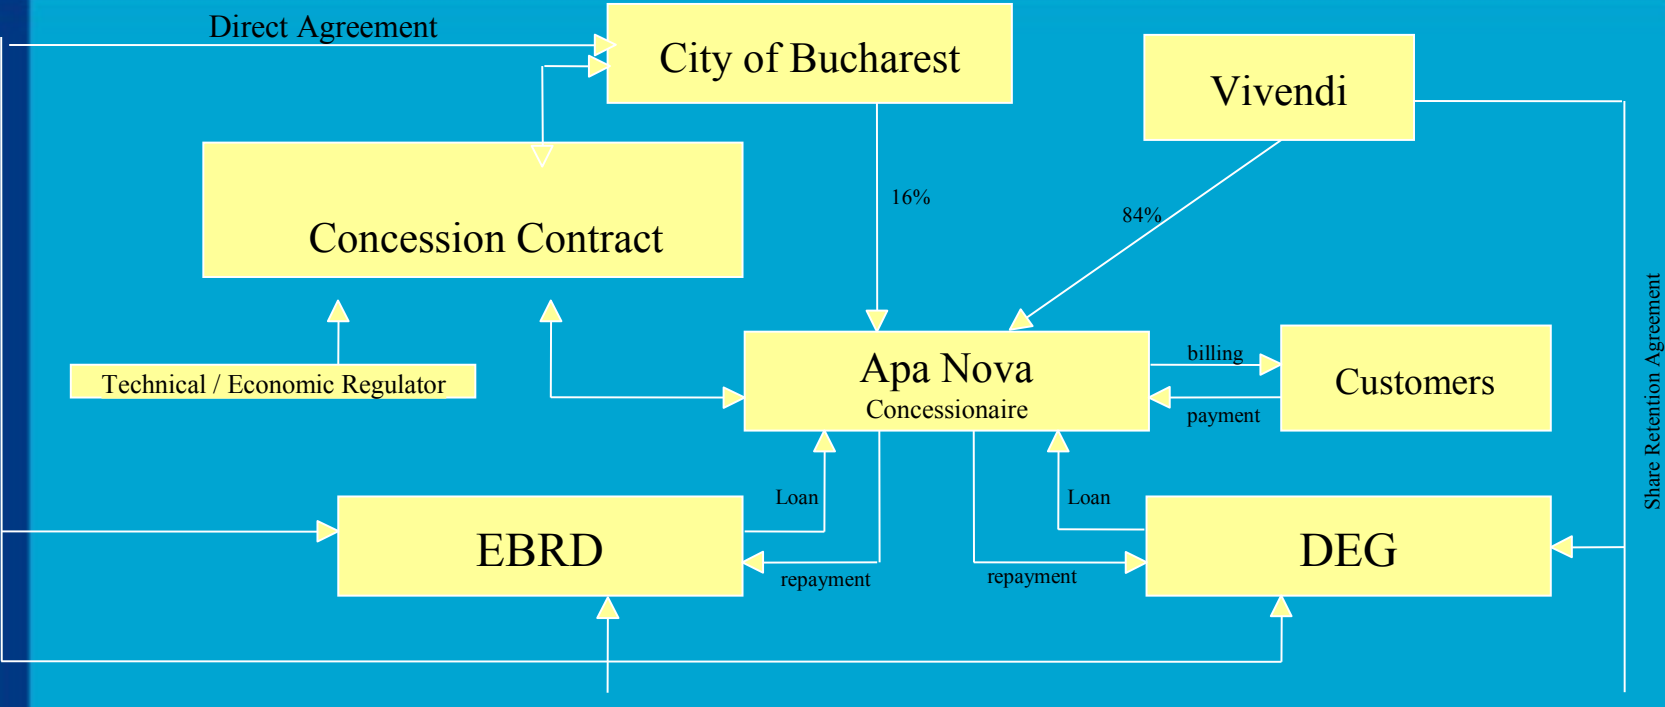 Direct Agreement
City of Bucharest
Vivendi
16%
84%
Concession Contract
Share Retention Agreement
Technical / Economic Regulator
Apa Nova
Concessionaire
billing
payment
Customers
Loan
Loan
EBRD
DEG
repayment
repayment